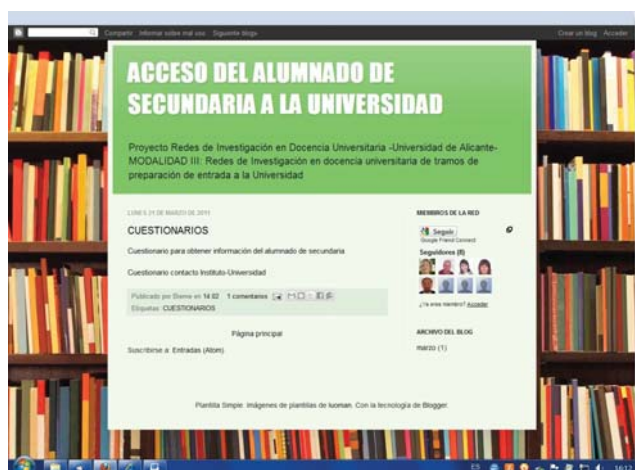 Compartir Informar sobre mal uso Siguiente blog»
Crear un blog Acceder
ACCESO DEL ALUMNADO DE
SECUNDARIA A LA UNIVERSIDAD
Proyecto Redes de Investigación en Docencia Universitaria -Universidad de Alicante-
MODALIDAD III: Redes de Investigación en docencia universitaria de tramos de
preparación de entrada a la Universidad
LUNES 21 DE MARZO DE 2011
CUESTIONARIOS
Cuestionario para obtener información del alumnado de secundaria
Cuestionario contacto Instituto-Universidad
Publicado por en 14:02 1 comentarios
Etiquetas: CUESTIONARIOS
Página principal
Suscribirse a: Entradas (Atom)
MIEMBROS DE LA RED
Seguir
Google Friend Connect
Seguidores (8)
¿Ya eres miembro? Acceder
ARCHIVO DEL BLOG
marzo (1)
Plantilla Simple. Imágenes de plantillas de luoman. Con la tecnología de Blogger.
16:12